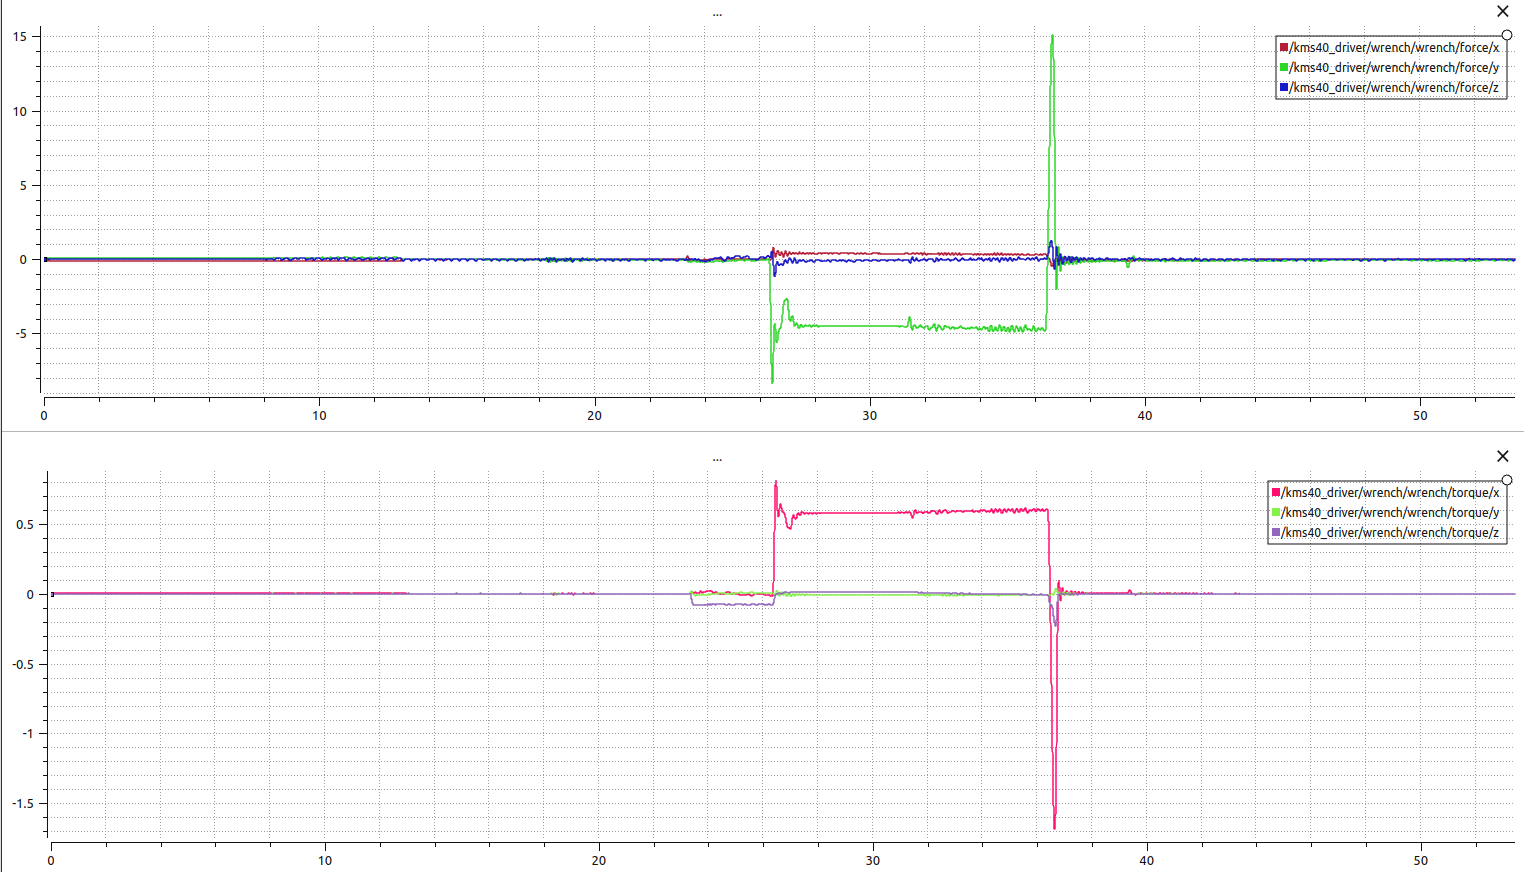 ...
15
10
5
0
-5
0 10 20 30 40 50
/kms40_driver/wrench/wrench/force/x
/kms40_driver/wrench/wrench/force/y
/kms40_driver/wrench/wrench/force/z
...
0.5
0
-0.5
-1
-1.5
0 10 20 30 40 50
/kms40_driver/wrench/wrench/torque/x
/kms40_driver/wrench/wrench/torque/y
/kms40_driver/wrench/wrench/torque/z